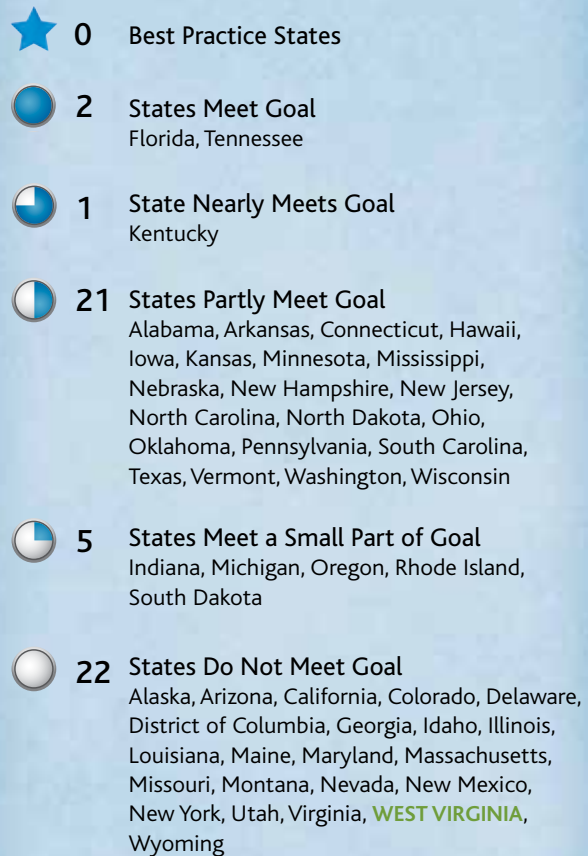 0 Best Practice States
2 States Meet Goal
Florida, Tennessee
1 State Nearly Meets Goal
Kentucky
21 States Partly Meet Goal
Alabama, Arkansas, Connecticut, Hawaii,
Iowa, Kansas, Minnesota, Mississippi,
Nebraska, New Hampshire, New Jersey,
North Carolina, North Dakota, Ohio,
Oklahoma, Pennsylvania, South Carolina,
Texas, Vermont, Washington, Wisconsin
5 States Meet a Small Part of Goal
Indiana, Michigan, Oregon, Rhode Island,
South Dakota
22 States Do Not Meet Goal
Alaska, Arizona, California, Colorado, Delaware,
District of Columbia, Georgia, Idaho, Illinois,
Louisiana, Maine, Maryland, Massachusetts,
Missouri, Montana, Nevada, New Mexico,
New York, Utah, Virginia, WEST VIRGINIA,
Wyoming